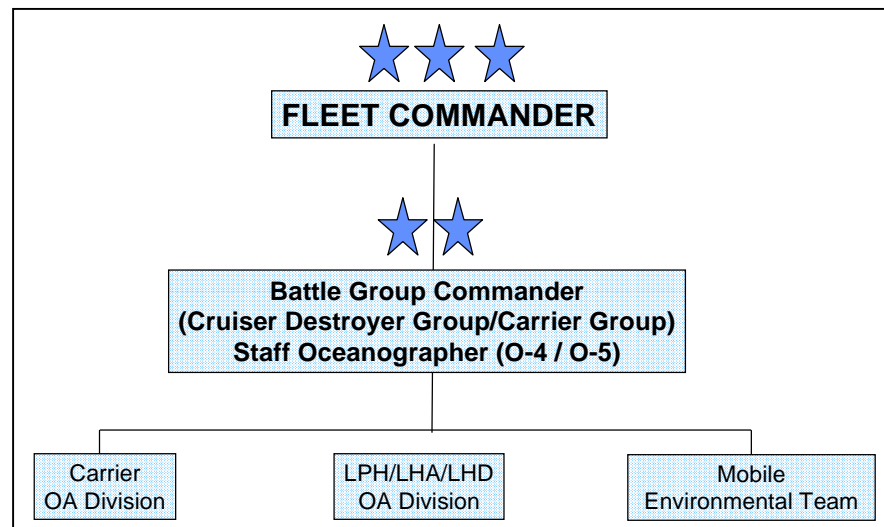 FLEET COMMANDER
Battle Group Commander
(Cruiser Destroyer Group/Carrier Group)
Staff Oceanographer (O-4 / O-5)
Carrier
OA Division
LPH/LHA/LHD
OA Division
Mobile
Environmental Team